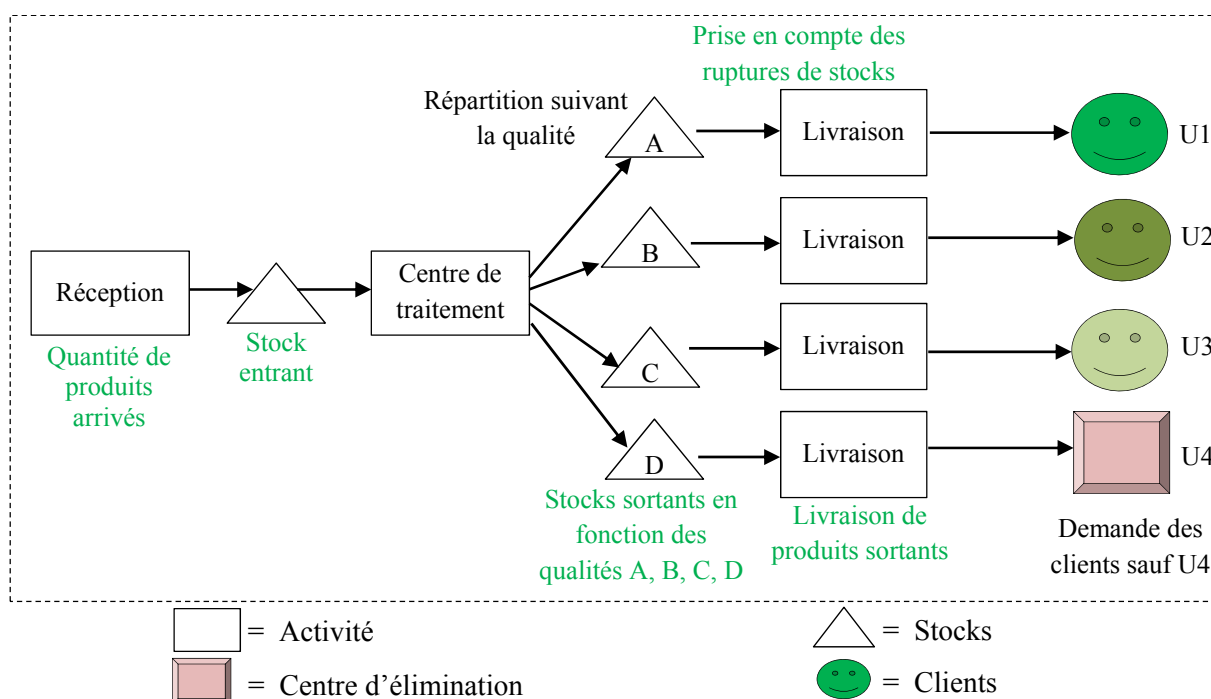 Prise en compte des
ruptures de stocks
Répartition suivant
la qualité
A
Livraison
U1
B
Livraison
U2
Réception
Centre de
traitement
Quantité de
produits
arrivés
Stock
entrant
C
Livraison
U3
D
Livraison
U4
Stocks sortants en
fonction des
qualités A, B, C, D
Livraison de
produits sortants
Demande des
clients sauf U4
= Activité
= Stocks
= Centre d'élimination
= Clients